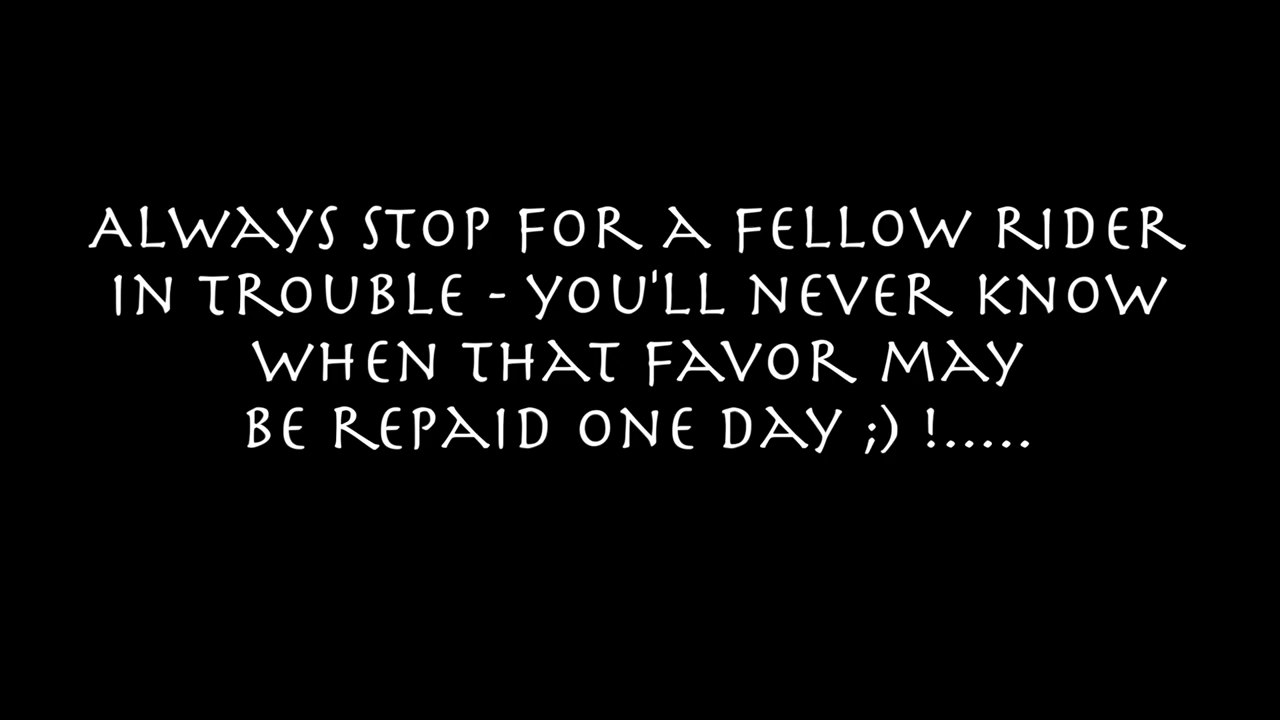 ALWAYS STOP FOR A FELLOW RIDER
IN TROUBLE - YOU'LL NEVER KNOW
WHEN THAT FAVOR MAY
BE REPAID ONE DAY ;) !.....